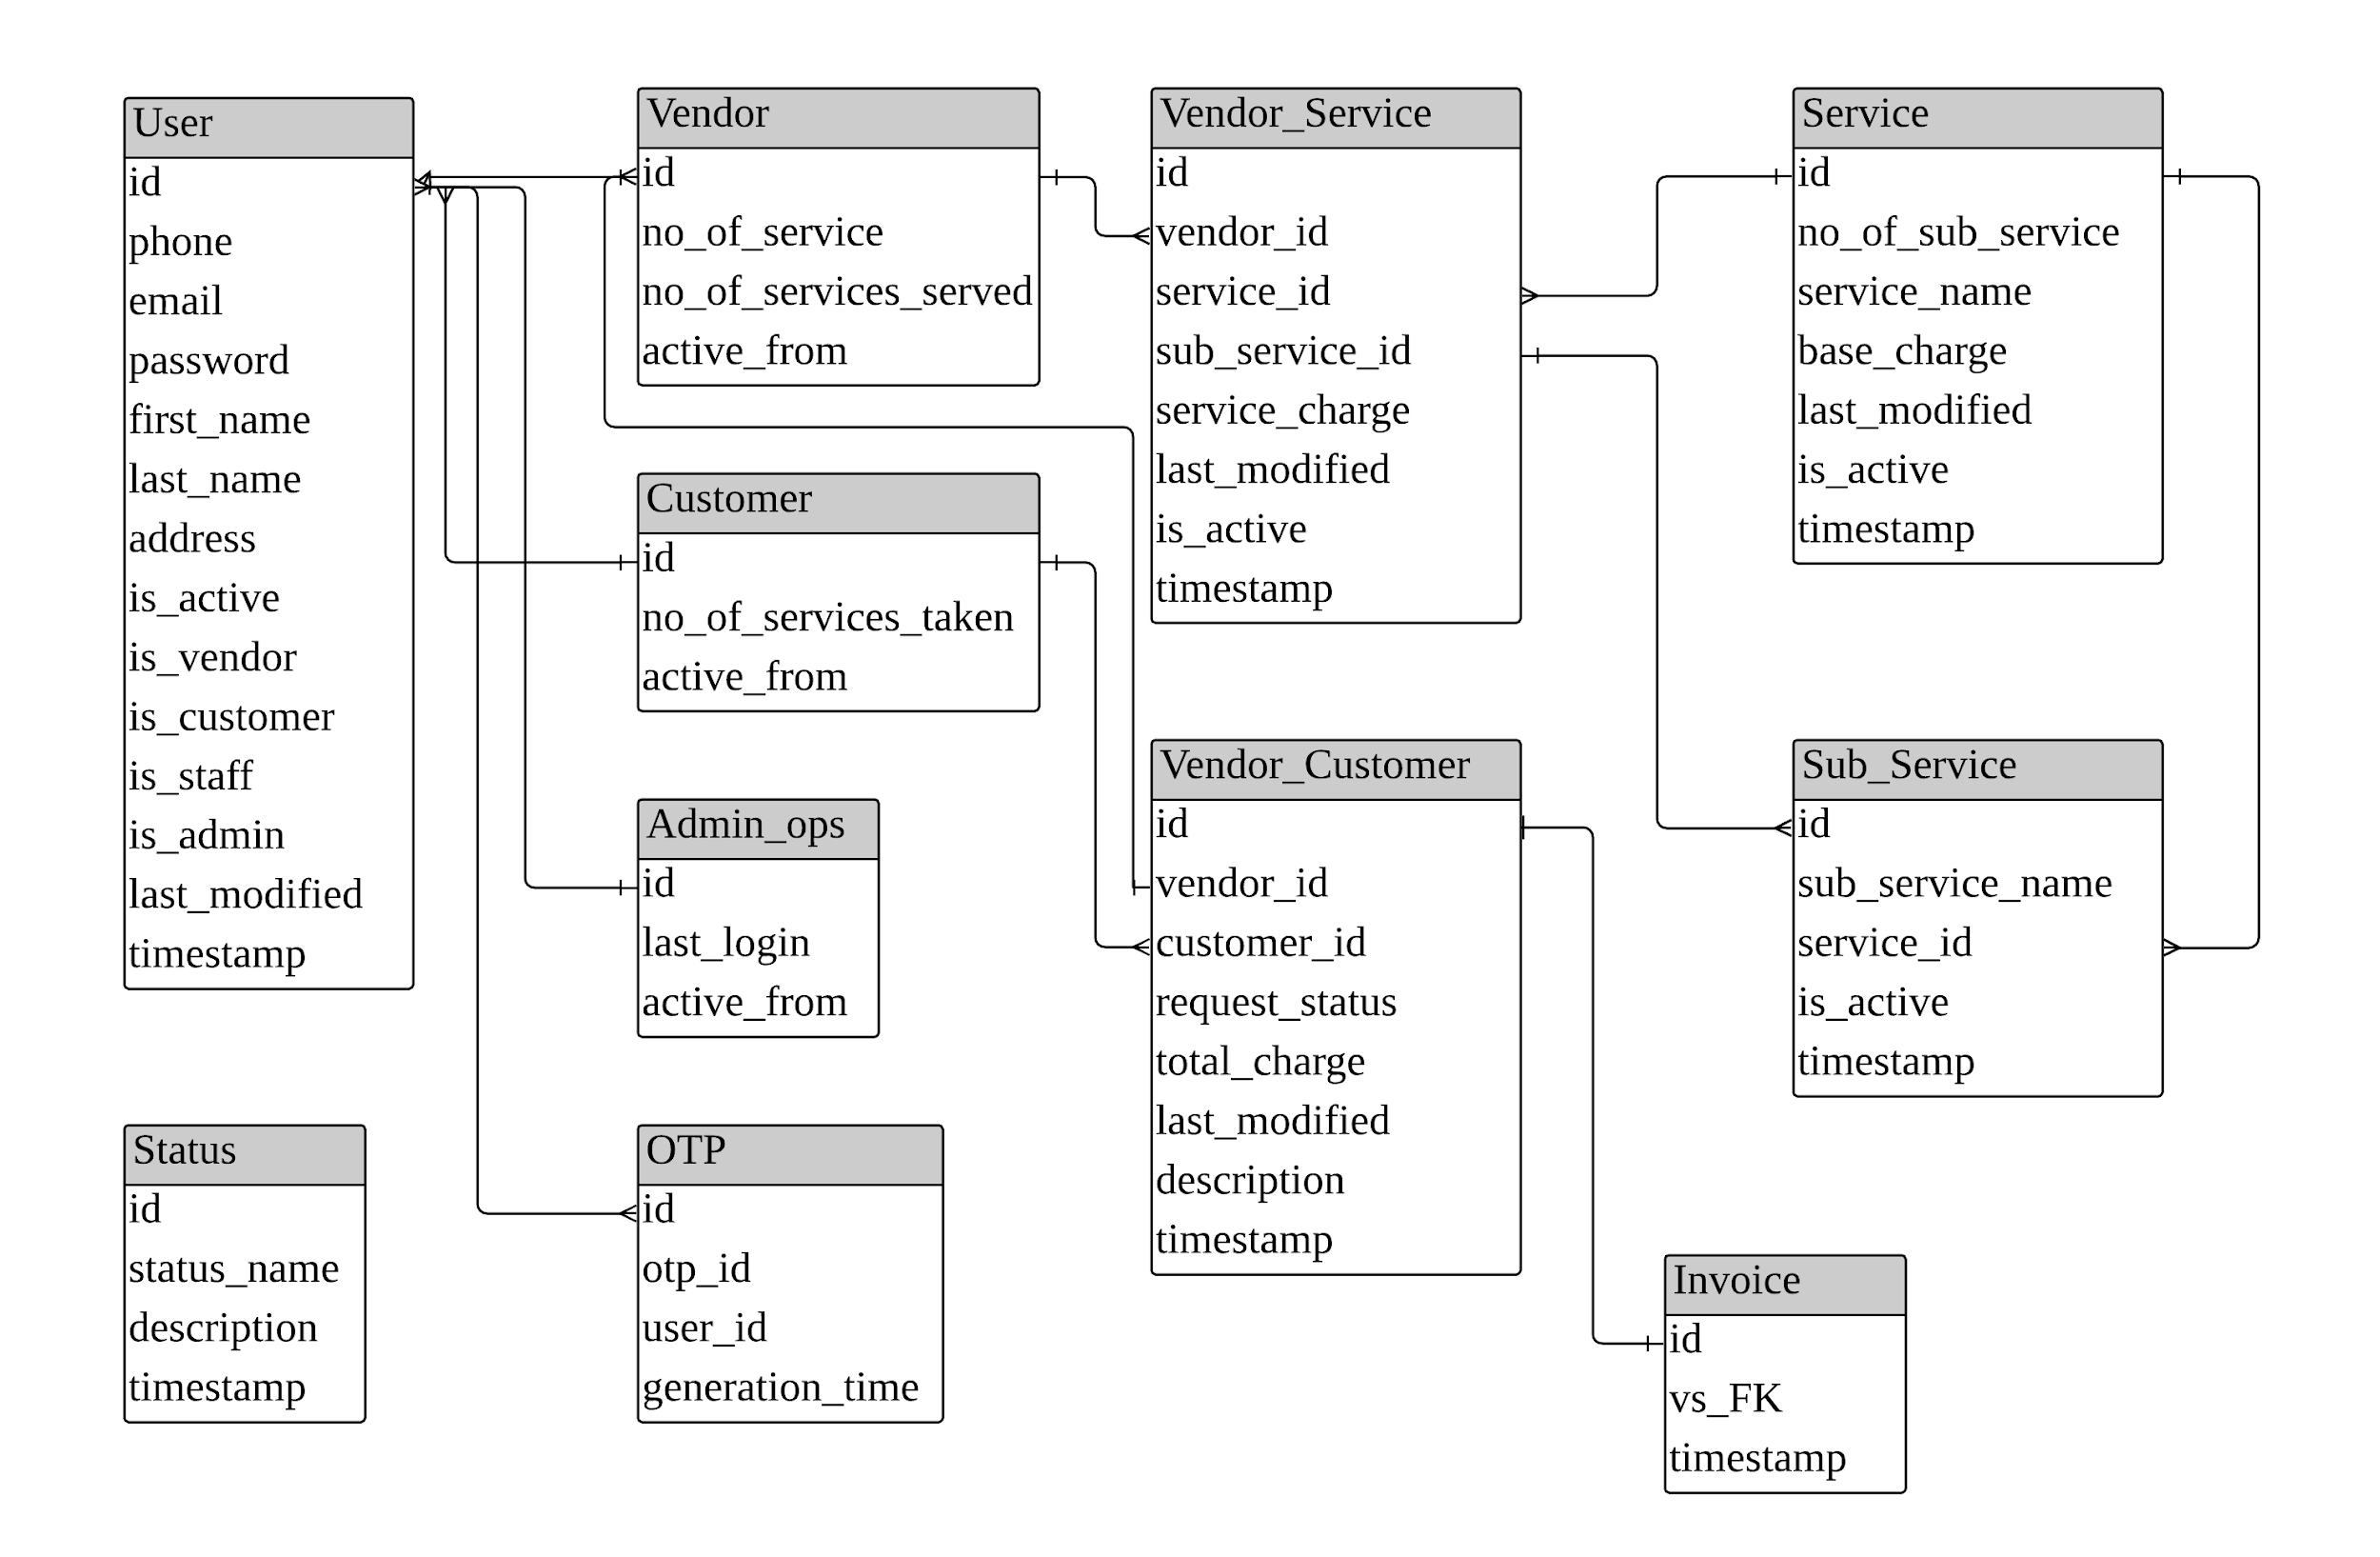 User
id
phone
email
password
first_name
last_name
address
is_active
is_vendor
is_customer
is_staff
is_admin
last_modified
timestamp
Vendor
id
no_of_service
no_of_services_served
active_from
Customer
id
no_of_services_taken
active_from
Admin_ops
id
last_login
active_from
Status
id
status_name
description
timestamp
OTP
id
otp_id
user_id
generation_time
Vendor_Service
id
vendor_id
service_id
sub_service_id
service_charge
last_modified
is_active
timestamp
Vendor_Customer
id
vendor_id
customer_id
request_status
total_charge
last_modified
description
timestamp
Service
id
no_of_sub_service
service_name
base_charge
last_modified
is_active
timestamp
Sub_Service
id
sub_service_name
service_id
is_active
timestamp
Invoice
id
vs_FK
timestamp